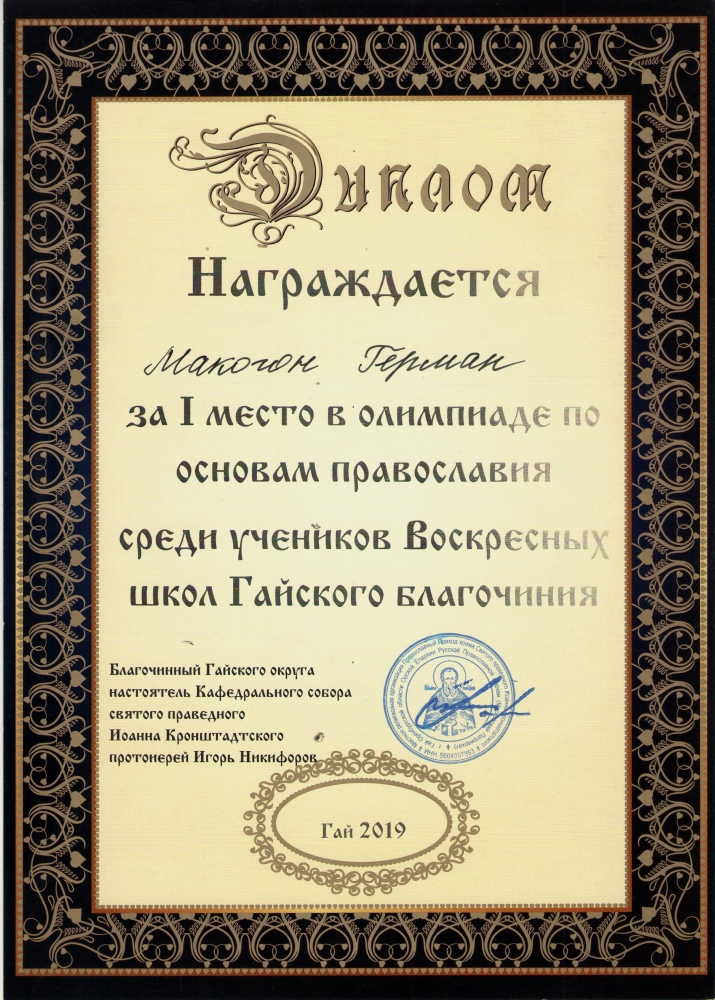 Диплом
Награждается
Макогон Герман
за I место в олимпиаде по
основам православия
среди учеников Воскресных
школ Гайского благочиния
Благочинный Гайского округа
настоятель Кафедрального собора
святого праведного
Иоанна Кронштадтского
протоиерей Игорь Никифоров
Гай 2019